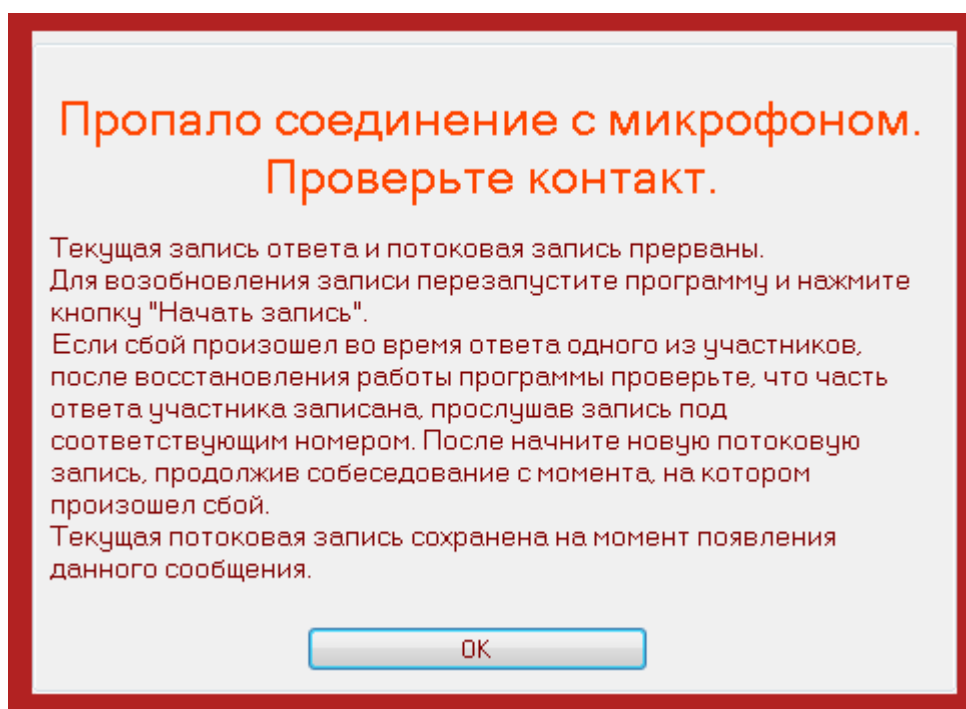 Пропало соединение с микрофоном.
Проверьте контакт.
Текущая запись ответа и потоковая запись прерваны.
Для возобновления записи перезапустите программу и нажмите
кнопку "Начать запись".
Если сбой произошел во время ответа одного из участников,
после восстановления работы программы проверьте, что часть
ответа участника записана, прослушав запись под
соответствующим номером. После начните новую потоковую
запись, продолжив собеседование с момента, на котором
произошел сбой.
Текущая потоковая запись сохранена на момент появления
данного сообщения.
ОК